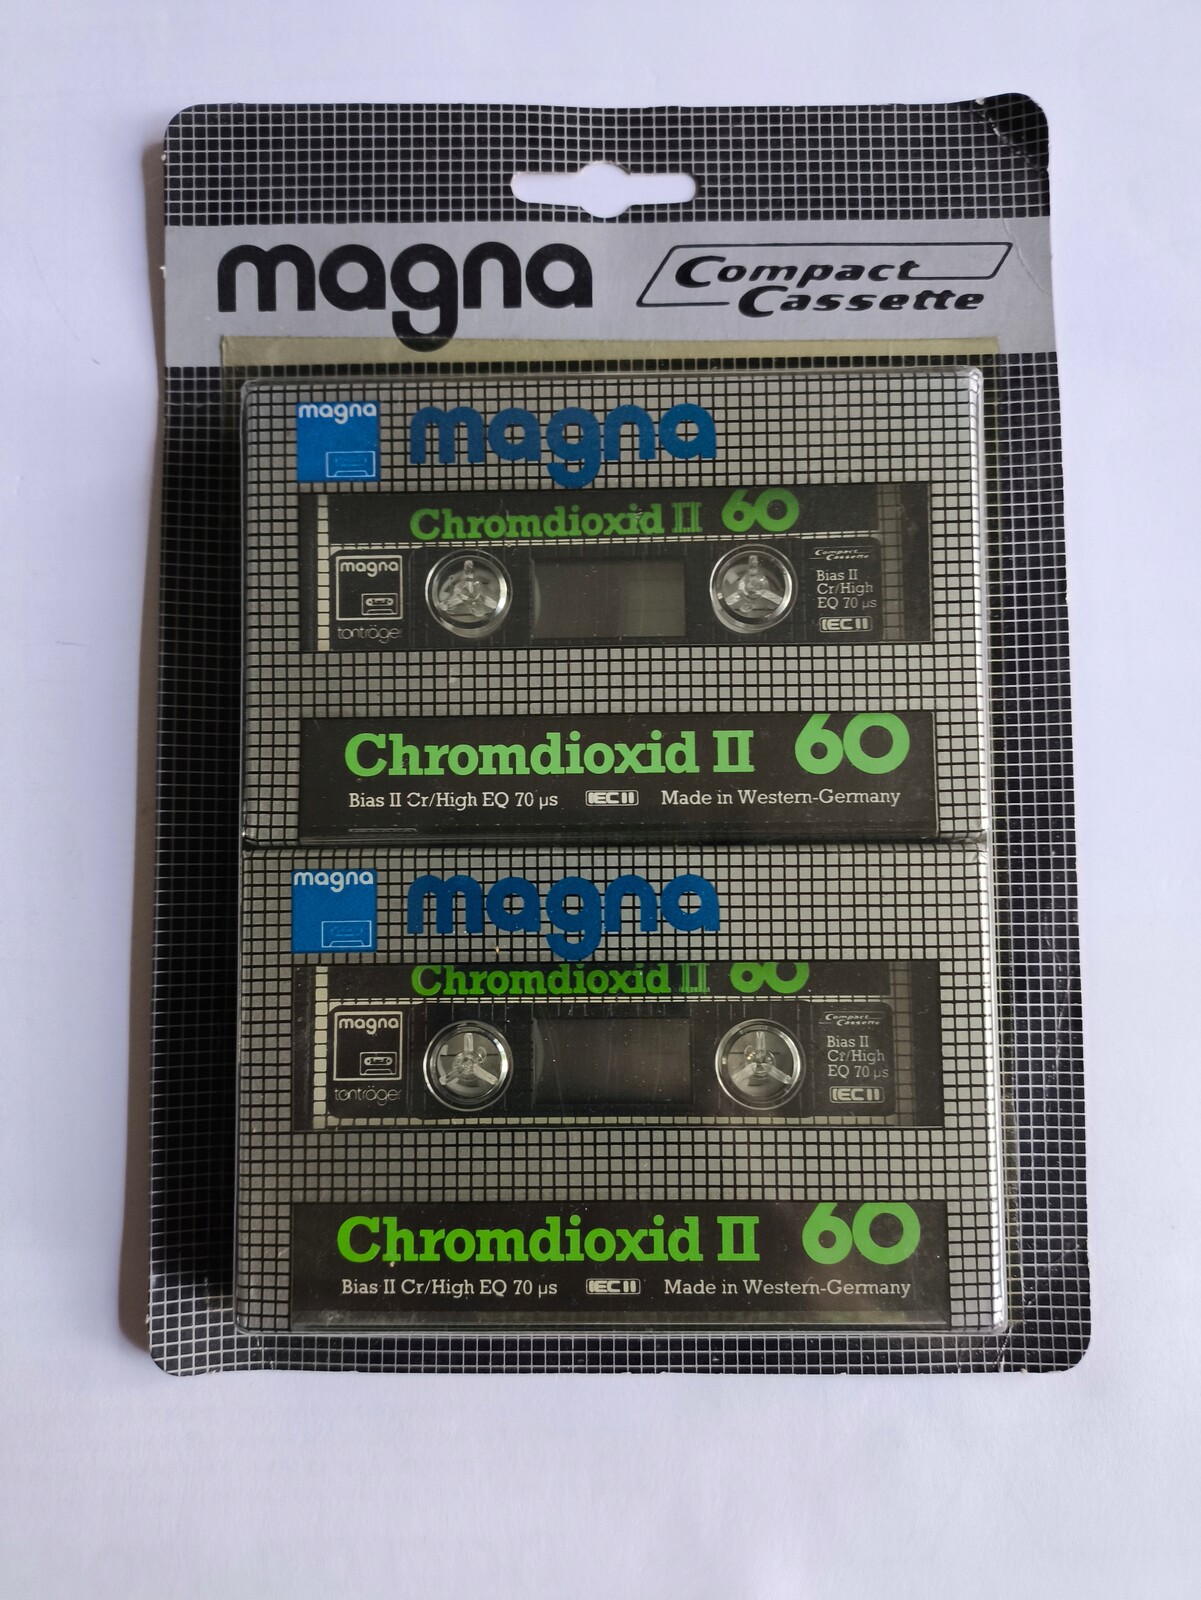 magna
Compact
Cassette
magna
magna
Chromdioxid II 60
magna
tonträger
Compact
Cassette
Bias II
Cr/High
EQ 70 µs
IEC II
Chromdioxid II 60
Bias II Cr/High EQ 70 µs IEC II Made in Western-Germany
magna
magna
Chromdioxid II 60
magna
tonträger
Compact
Cassette
Bias II
Cr/High
EQ 70 µs
IEC II
Chromdioxid II 60
Bias II Cr/High EQ 70 µs IEC II Made in Western-Germany